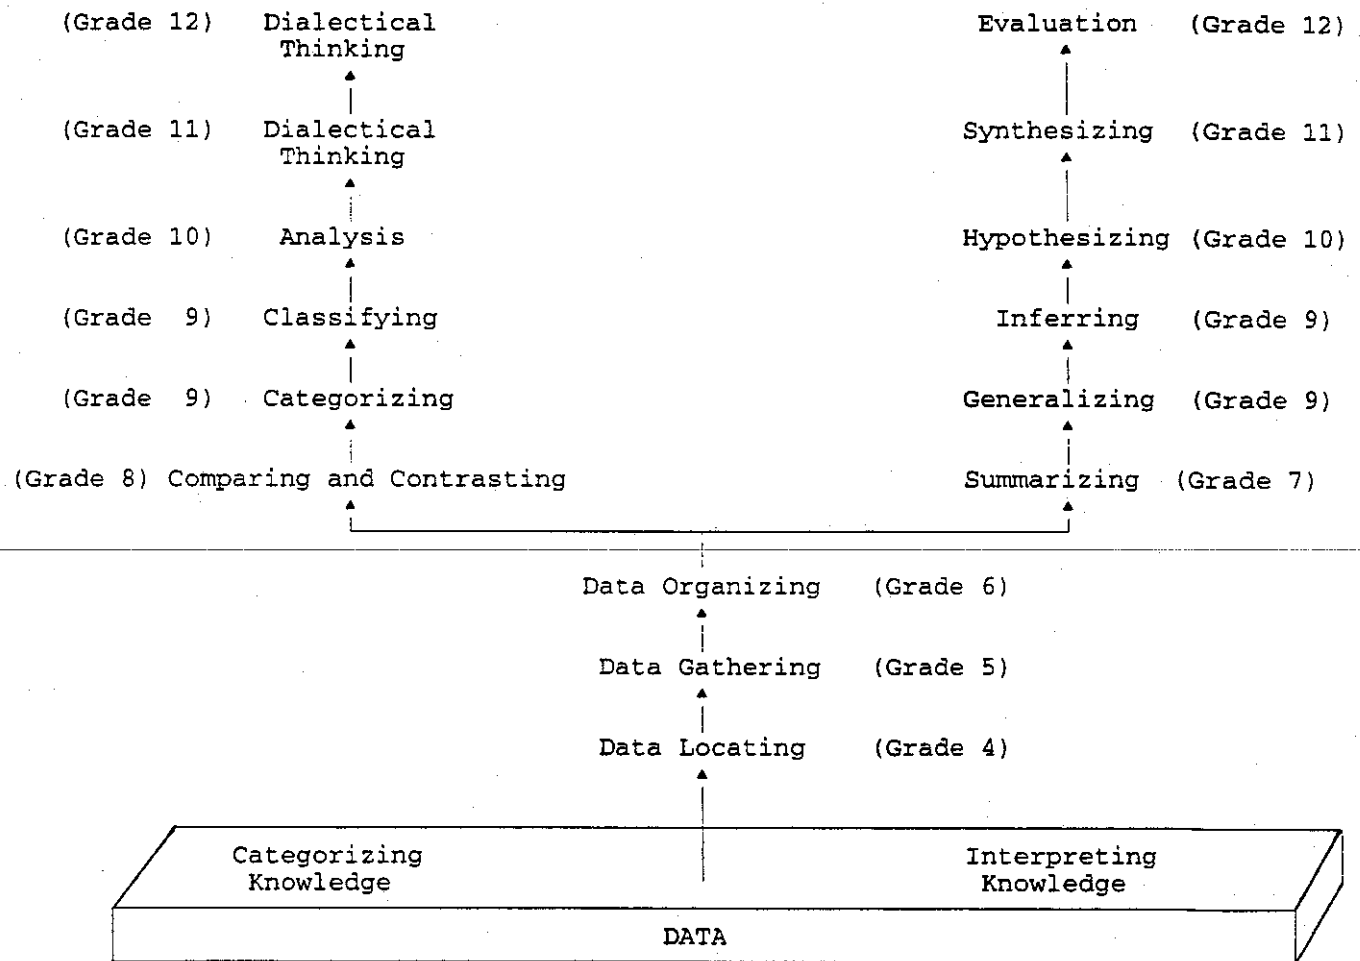 (Grade 12) Dialectical Thinking Evaluation (Grade 12)
(Grade 11) Dialectical Thinking Synthesizing (Grade 11)
(Grade 10) Analysis Hypothesizing (Grade 10)
(Grade 9) Classifying Inferring (Grade 9)
(Grade 9) Categorizing Generalizing (Grade 9)
(Grade 8) Comparing and Contrasting Summarizing (Grade 7)
Data Organizing (Grade 6)
Data Gathering (Grade 5)
Data Locating (Grade 4)
Categorizing Knowledge Interpreting Knowledge
DATA